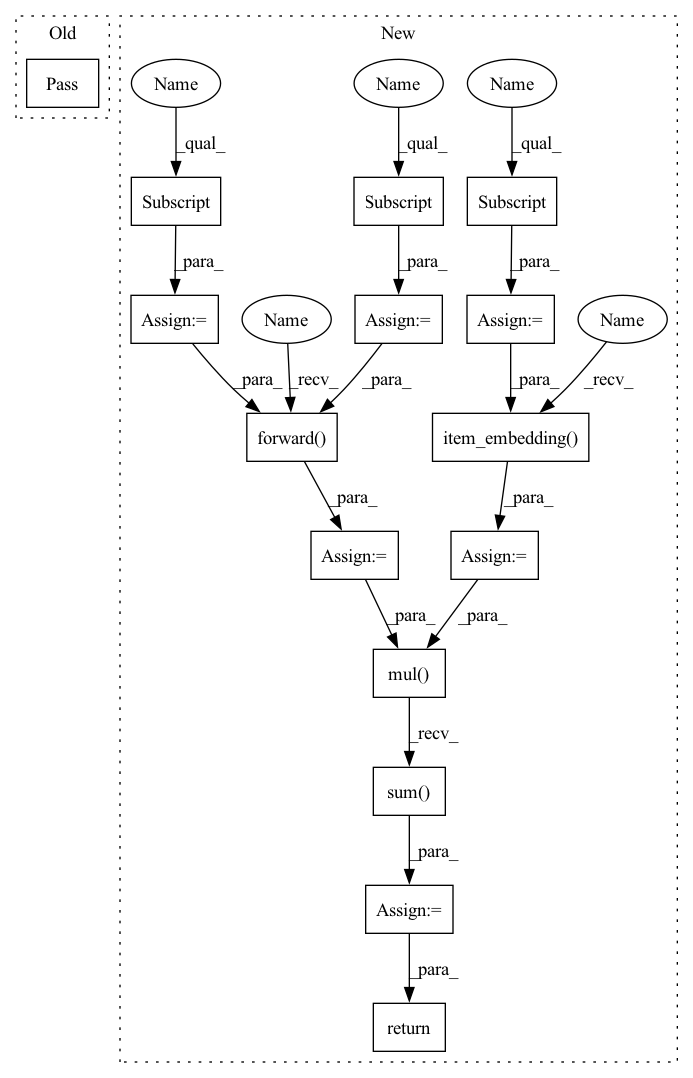 Old
New
Pass
Name
Name
Name
_qual_
_qual_
_qual_
Subscript
Subscript
Subscript
_para_
_para_
_para_
Assign:=
Name
Assign:=
Assign:=
Name
_para_
_recv_
_para_
_para_
_recv_
forward()
item_embedding()
_para_
_para_
Assign:=
Assign:=
_para_
_para_
mul()
_recv_
sum()
_para_
Assign:=
_para_
return